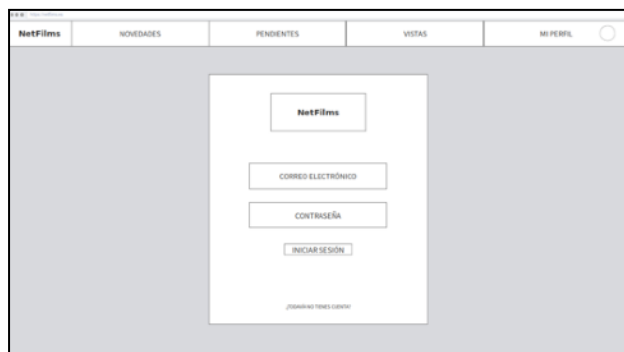 NetFilms
NOVEDADES
PENDIENTES
VISTAS
MI PERFIL
NetFilms
CORREO ELECTRÓNICO
CONTRASEÑA
INICIAR SESIÓN
¿TODAVÍA NO TIENES CUENTA?